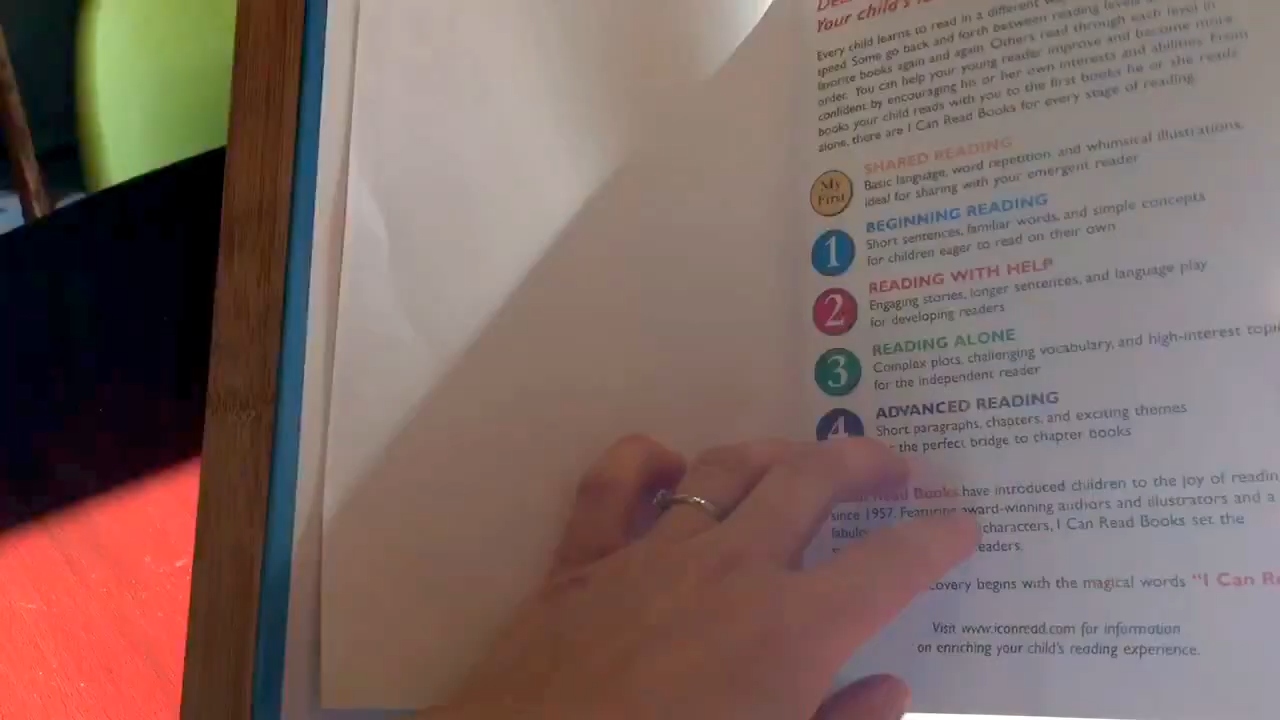 Your child's
Every child learns to read in a different
speed. Some go back and forth between reading levels
favorite books again and again. Others read through each level in
order. You can help your young reader improve and become more
confident by encouraging his or her own interests and abilities. From
books your child reads with you to the first books he or she reads
alone, there are I Can Read Books for every stage of reading.
SHARED READING
My First
Basic language, word repetition, and whimsical illustrations,
ideal for sharing with your emergent reader
BEGINNING READING
1
Short sentences, familiar words, and simple concepts
for children eager to read on their own
READING WITH HELP
2
Engaging stories, longer sentences, and language play
for developing readers
READING ALONE
3
Complex plots, challenging vocabulary, and high-interest
for the independent reader
ADVANCED READING
4
Short paragraphs, chapters, and exciting themes
the perfect bridge to chapter books
Read Books have introduced children to the joy of
since 1957. Featuring award-winning authors and illustrators and a
characters, I Can Read Books set the
begins with the magical words "I Can
Visit www.icanread.com for information
on enriching your child's reading experience.